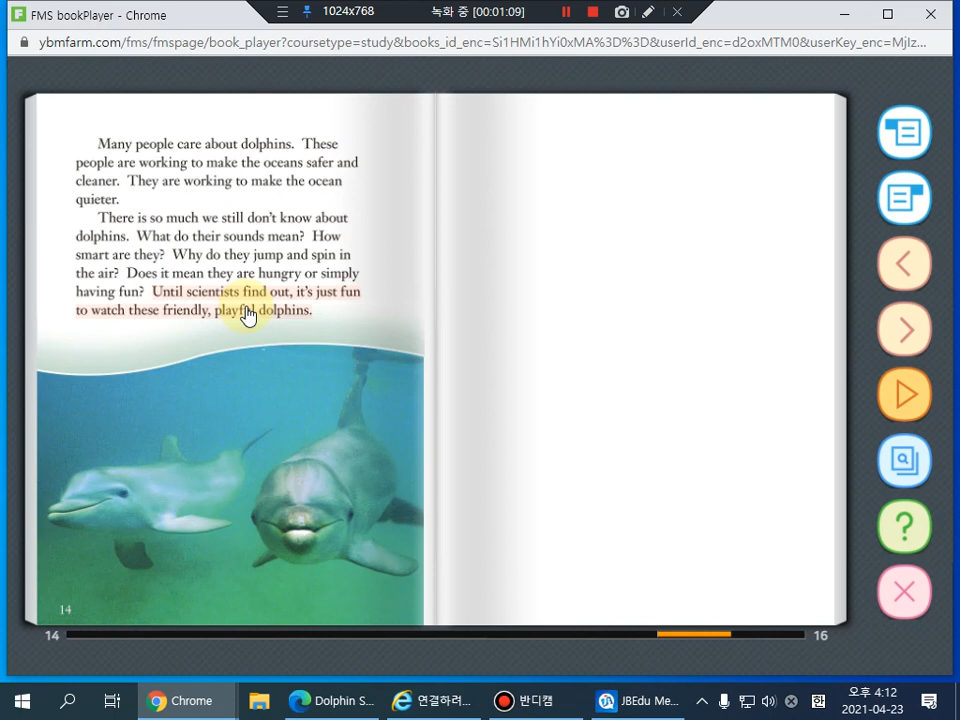 FMS bookPlayer - Chrome
1024x768
녹화 중 [00:01:09]
ybmfarm.com/fms/fmspage/book_player?coursetype=study&books_id_enc=Si1HMi1hYi0xMA%3D%3D&userId_enc=d2oxMTM0&userKey_enc=MjIz...
Many people care about dolphins. These
people are working to make the oceans safer and
cleaner. They are working to make the ocean
quieter.
There is so much we still don't know about
dolphins. What do their sounds mean? How
smart are they? Why do they jump and spin in
the air? Does it mean they are hungry or simply
having fun? Until scientists find out, it's just fun
to watch these friendly, playful dolphins.
14
14
16
Chrome
Dolphin S...
연결하려...
반디캠
JBEdu Me...
한
오후 4:12
2021-04-23